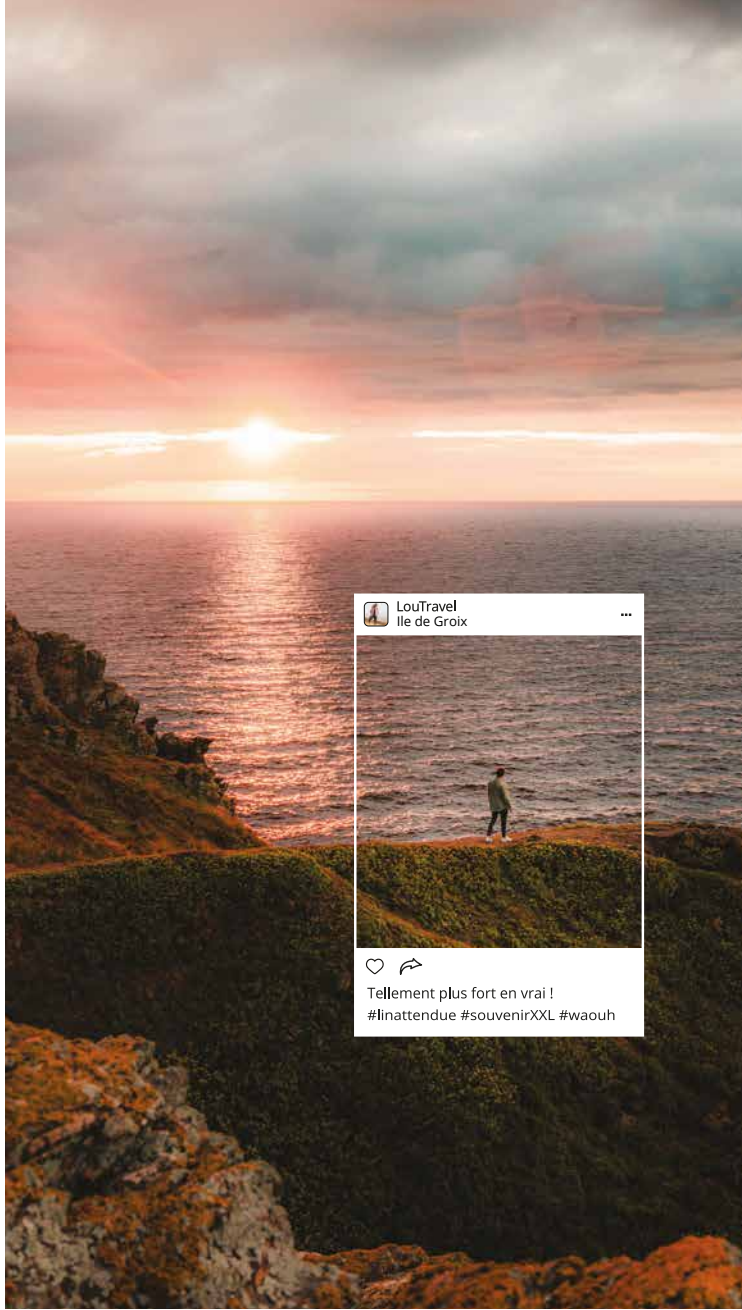 LouTravel
Ile de Groix
...
Tellement plus fort en vrai !
#linattendue #souvenirXXL #waouh